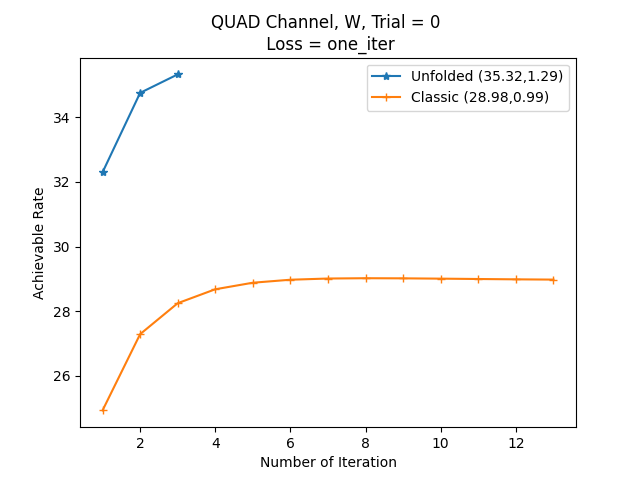 QUAD Channel, W, Trial = 0
Loss = one_iter
Unfolded (35.32,1.29)
Classic (28.98,0.99)
Achievable Rate
34
32
30
28
26
2 4 6 8 10 12
Number of Iteration